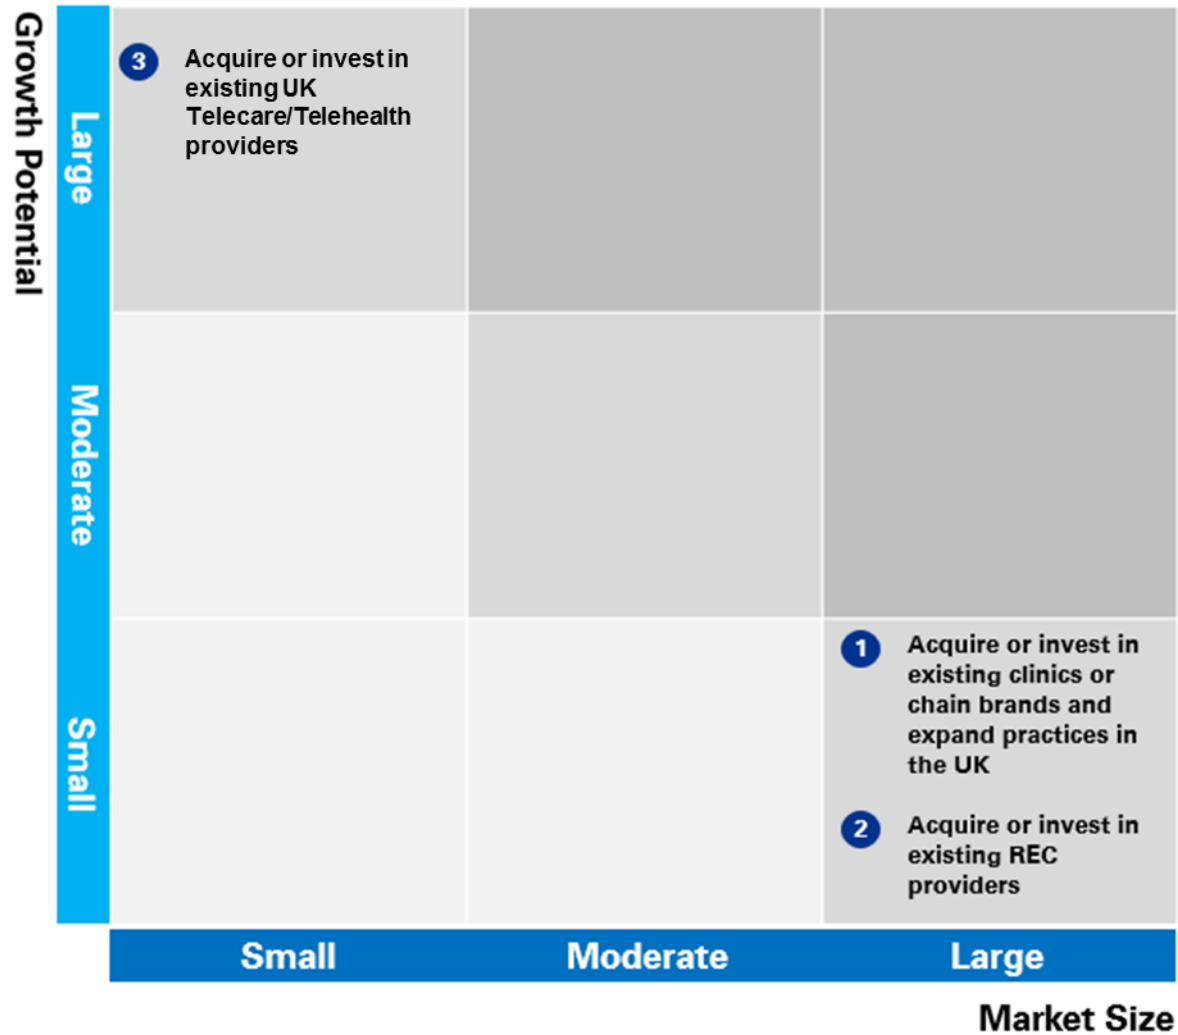 Growth Potential
Large
Moderate
Small
3
Acquire or invest in
existing UK
Telecare/Telehealth
providers
1
Acquire or invest in
existing clinics or
chain brands and
expand practices in
the UK
2
Acquire or invest in
existing REC
providers
Small
Moderate
Large
Market Size